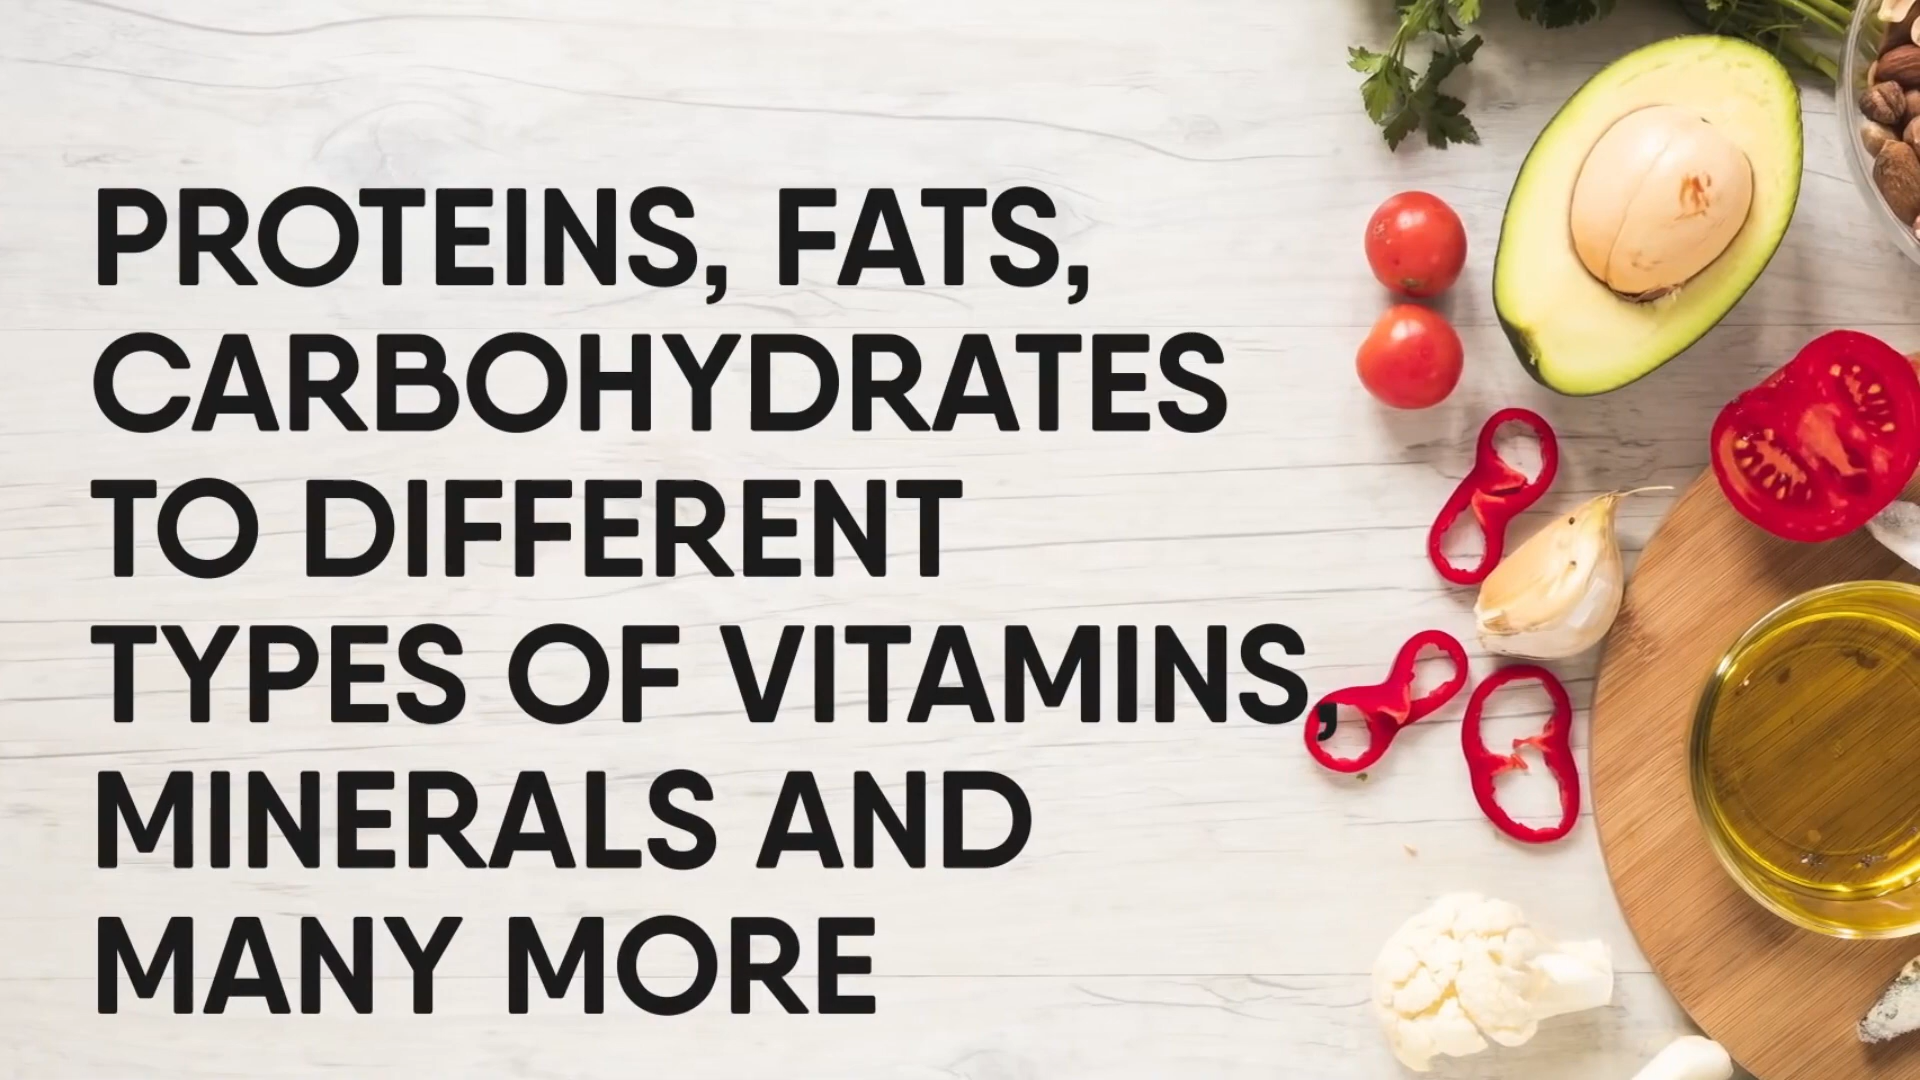 PROTEINS, FATS,
CARBOHYDRATES
TO DIFFERENT
TYPES OF VITAMINS,
MINERALS AND
MANY MORE